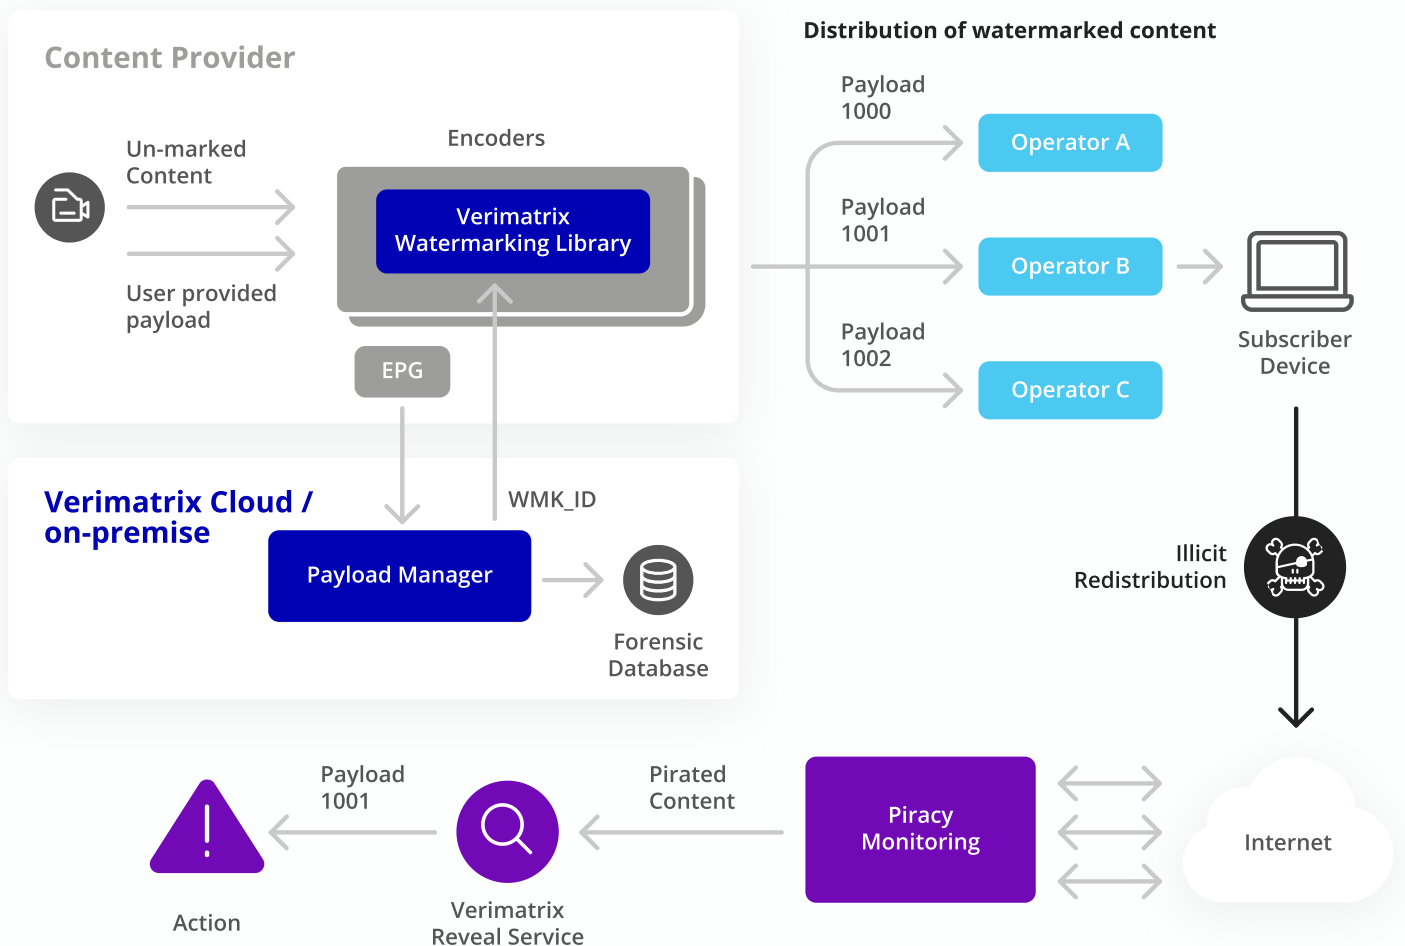 Content Provider
Un-marked
Content
User provided
payload
Encoders
Verimatrix
Watermarking Library
EPG
Distribution of watermarked content
Payload
1000
Operator A
Payload
1001
Operator B
Payload
1002
Operator C
Subscriber
Device
Verimatrix Cloud /
on-premise
WMK_ID
Payload Manager
Forensic
Database
Illicit
Redistribution
Internet
Piracy
Monitoring
Pirated
Content
Verimatrix
Reveal Service
Payload
1001
Action